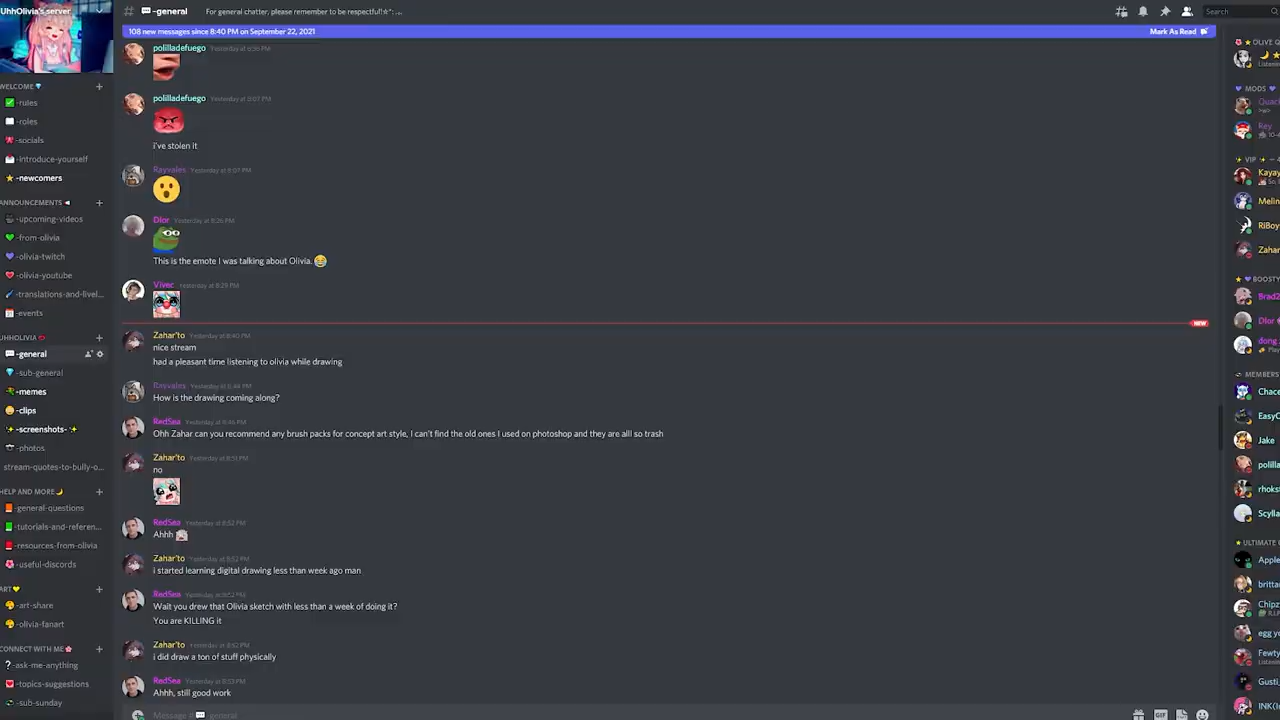 UhhOlivia's server
-general
For general chatter, please remember to be respectful!
Search
108 new messages since 8:40 PM on September 22, 2021
Mark As Read
WELCOME
-rules
-roles
-socials
-introduce-yourself
-newcomers
ANNOUNCEMENTS
-upcoming-videos
-from-olivia
-olivia-twitch
-olivia-youtube
-translations-and-livel...
-events
UHHOLIVIA
-general
-sub-general
-memes
-clips
-screenshots-
-photos
stream-quotes-to-bully-o...
HELP AND MORE
-general-questions
-tutorials-and-referen...
-resources-from-olivia
-useful-discords
ART
-art-share
-olivia-fanart
CONNECT WITH ME
-ask-me-anything
-topics-suggestions
-sub-sunday
polilladefuego
polilladefuego Yesterday at 8:07 PM
i've stolen it
Rayvales Yesterday at 8:07 PM
Dior Yesterday at 8:26 PM
This is the emote I was talking about Olivia. 😂
Vivec Yesterday at 8:29 PM
NEW
Zahar'to Yesterday at 8:40 PM
nice stream
had a pleasant time listening to olivia while drawing
Rayvales Yesterday at 8:44 PM
How is the drawing coming along?
RedSea Yesterday at 8:46 PM
Ohh Zahar can you recommend any brush packs for concept art style, I can't find the old ones I used on photoshop and they are alll so trash
Zahar'to Yesterday at 8:51 PM
no
RedSea Yesterday at 8:52 PM
Ahhh
Zahar'to Yesterday at 8:52 PM
i started learning digital drawing less than week ago man
RedSea Yesterday at 8:52 PM
Wait you drew that Olivia sketch with less than a week of doing it?
You are KILLING it
Zahar'to Yesterday at 8:52 PM
i did draw a ton of stuff physically
RedSea Yesterday at 8:53 PM
Ahhh, still good work
Message #-general
GIF
OLIVE Q
Listenin
MODS
Quac
Rey
VIP
Kayay
Melin
RiBoy
Zahar
BOOSTY
Brad2
Dior
dong
Play
MEMBERS
Chace
EasyC
Jake
polill
rhoks
Scylla
ULTIMATE
Apple
britta
Chipz
egg y
Fewty
Listeni
Gusti_
INK(